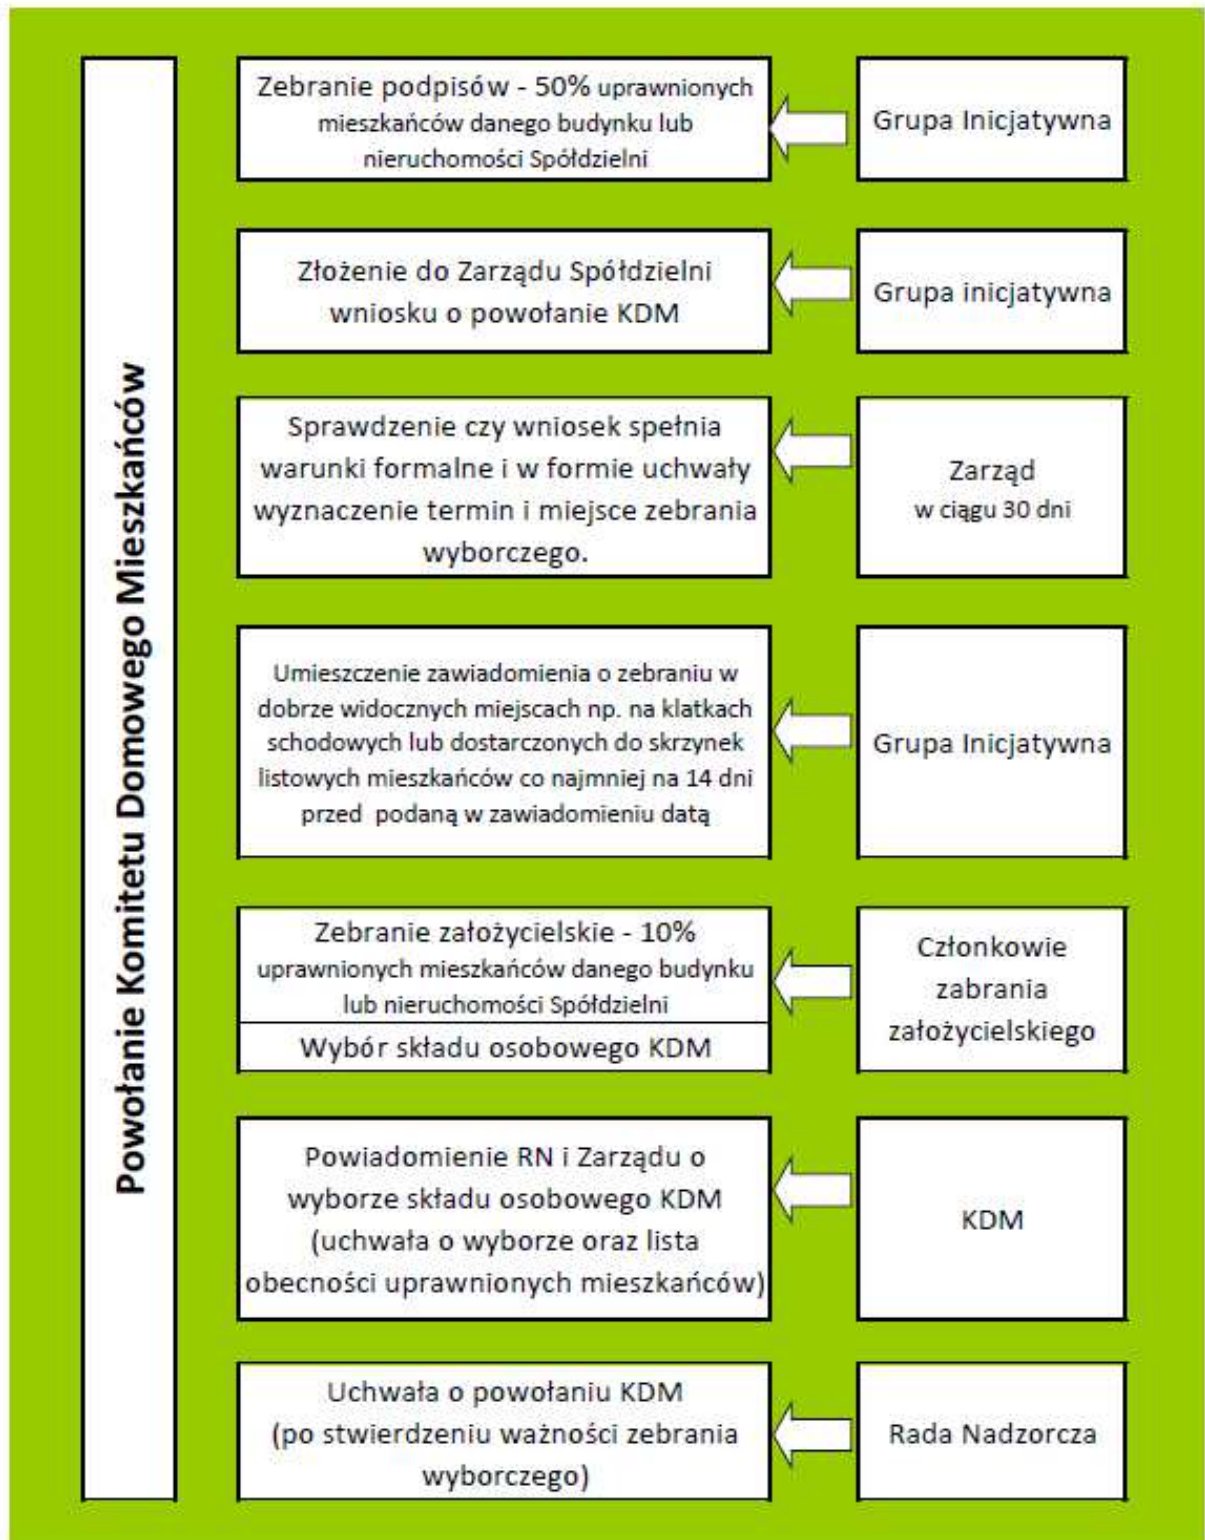 Powołanie Komitetu Domowego Mieszkańców
Zebranie podpisów - 50% uprawnionych
mieszkańców danego budynku lub
nieruchomości Spółdzielni
Grupa Inicjatywna
Złożenie do Zarządu Spółdzielni
wniosku o powołanie KDM
Grupa inicjatywna
Sprawdzenie czy wniosek spełnia
warunki formalne i w formie uchwały
wyznaczenie termin i miejsce zebrania
wyborczego.
Zarząd
w ciągu 30 dni
Umieszczenie zawiadomienia o zebraniu w
dobrze widocznych miejscach np. na klatkach
schodowych lub dostarczonych do skrzynek
listowych mieszkańców co najmniej na 14 dni
przed podaną w zawiadomieniu datą
Grupa Inicjatywna
Zebranie założycielskie - 10%
uprawnionych mieszkańców danego budynku
lub nieruchomości Spółdzielni
Wybór składu osobowego KDM
Członkowie
zabrania
założycielskiego
Powiadomienie RN i Zarządu o
wyborze składu osobowego KDM
(uchwała o wyborze oraz lista
obecności uprawnionych mieszkańców)
KDM
Uchwała o powołaniu KDM
(po stwierdzeniu ważności zebrania
wyborczego)
Rada Nadzorcza